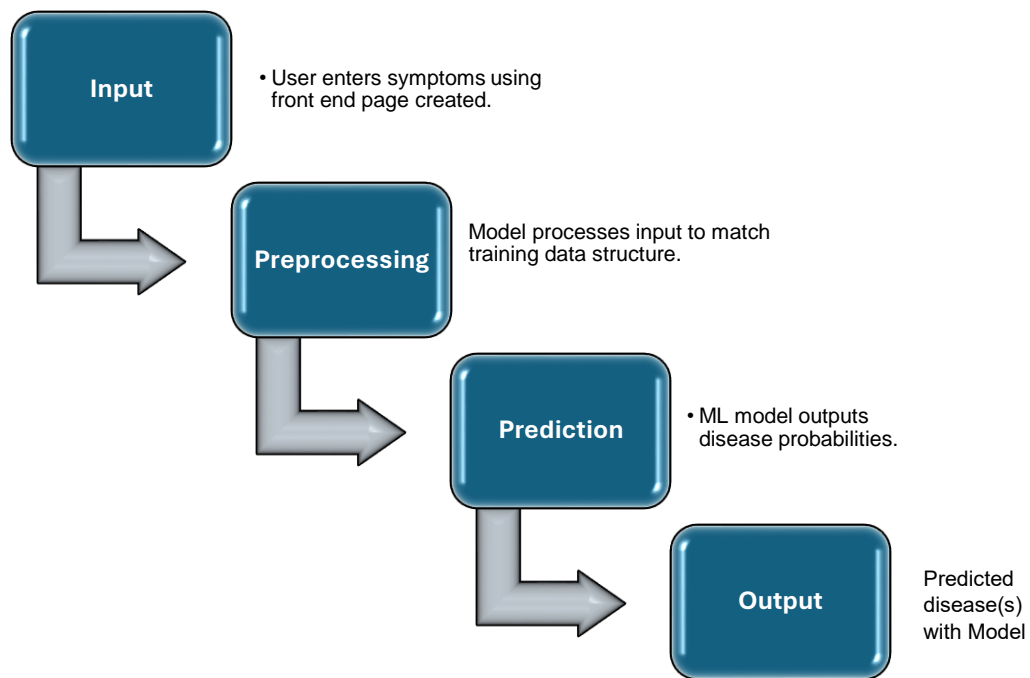 Input
• User enters symptoms using
front end page created.
Preprocessing
Model processes input to match
training data structure.
Prediction
• ML model outputs
disease probabilities.
Output
Predicted
disease(s)
with Model